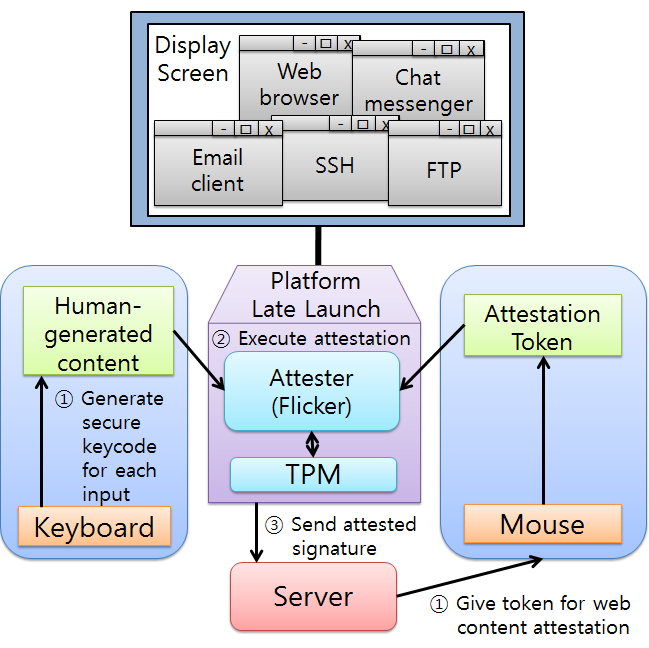 Display
Screen
- □ X
Web
browser
- □ X
Chat
messenger
- □ X
Email
client
- □ X
SSH
- □ X
FTP
Platform
Late Launch
② Execute attestation
Attester
(Flicker)
TPM
Human-
generated
content
① Generate
secure
keycode
for each
input
Keyboard
Attestation
Token
Mouse
③ Send attested
signature
Server
① Give token for web
content attestation